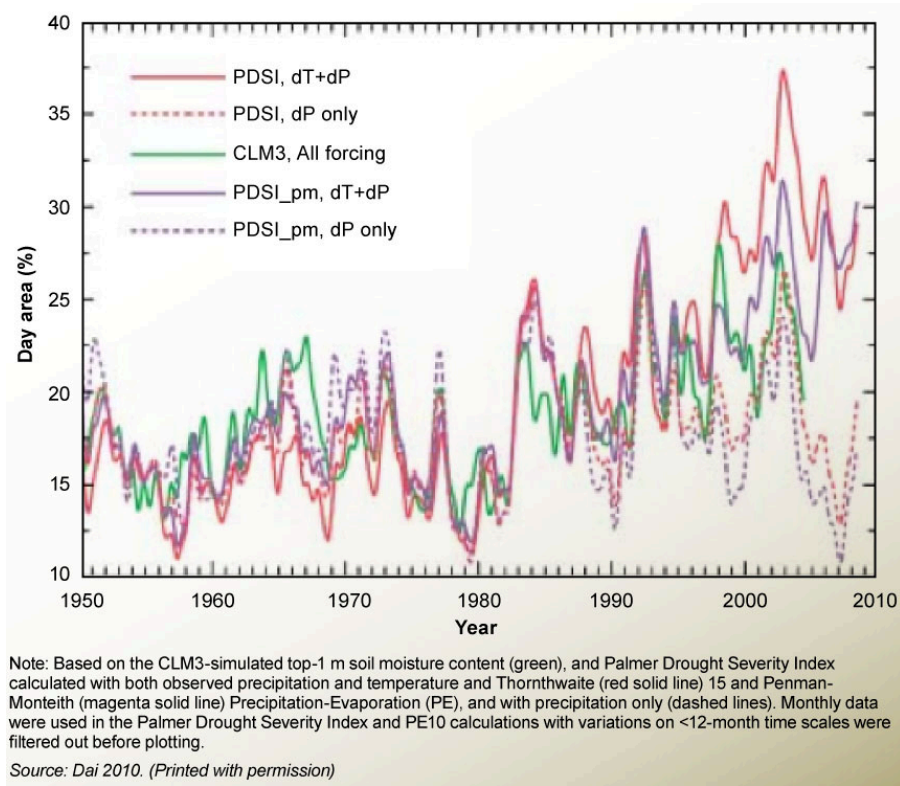 40
35
30
25
20
15
10
Day area (%)
PDSI, dT+dP
PDSI, dP only
CLM3, All forcing
PDSI_pm, dT+dP
PDSI_pm, dP only
1950 1960 1970 1980 1990 2000 2010
Year
Note: Based on the CLM3-simulated top-1 m soil moisture content (green), and Palmer Drought Severity Index
calculated with both observed precipitation and temperature and Thornthwaite (red solid line) 15 and Penman-
Monteith (magenta solid line) Precipitation-Evaporation (PE), and with precipitation only (dashed lines). Monthly data
were used in the Palmer Drought Severity Index and PE10 calculations with variations on <12-month time scales were
filtered out before plotting.
Source: Dai 2010. (Printed with permission)